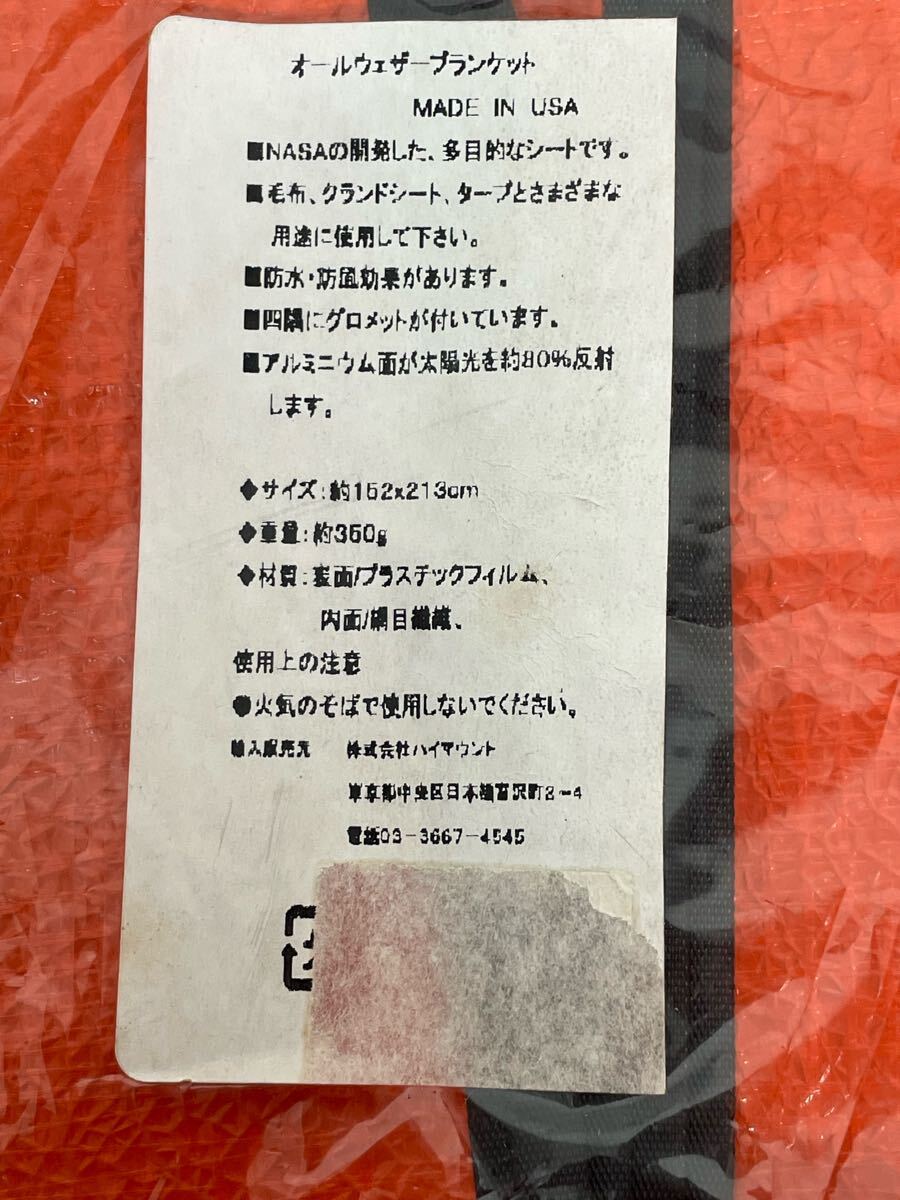 オールウェザーブランケット
MADE IN USA
■NASAの開発した、多目的なシートです。
■毛布、グランドシート、タープとさまざまな
用途に使用して下さい。
■防水・防風効果があります。
■四隅にグロメットが付いています。
■アルミニウム面が太陽光を約80%反射
します。
◆サイズ:約152x213cm
◆重量:約350g
◆材質:表面/プラスチックフィルム、
内面/網目繊維、
使用上の注意
●火気のそばで使用しないでください。
輸入販売元 株式会社ハイマウント
東京都中央区日本橋富沢町2-4
電話03-3667-4545